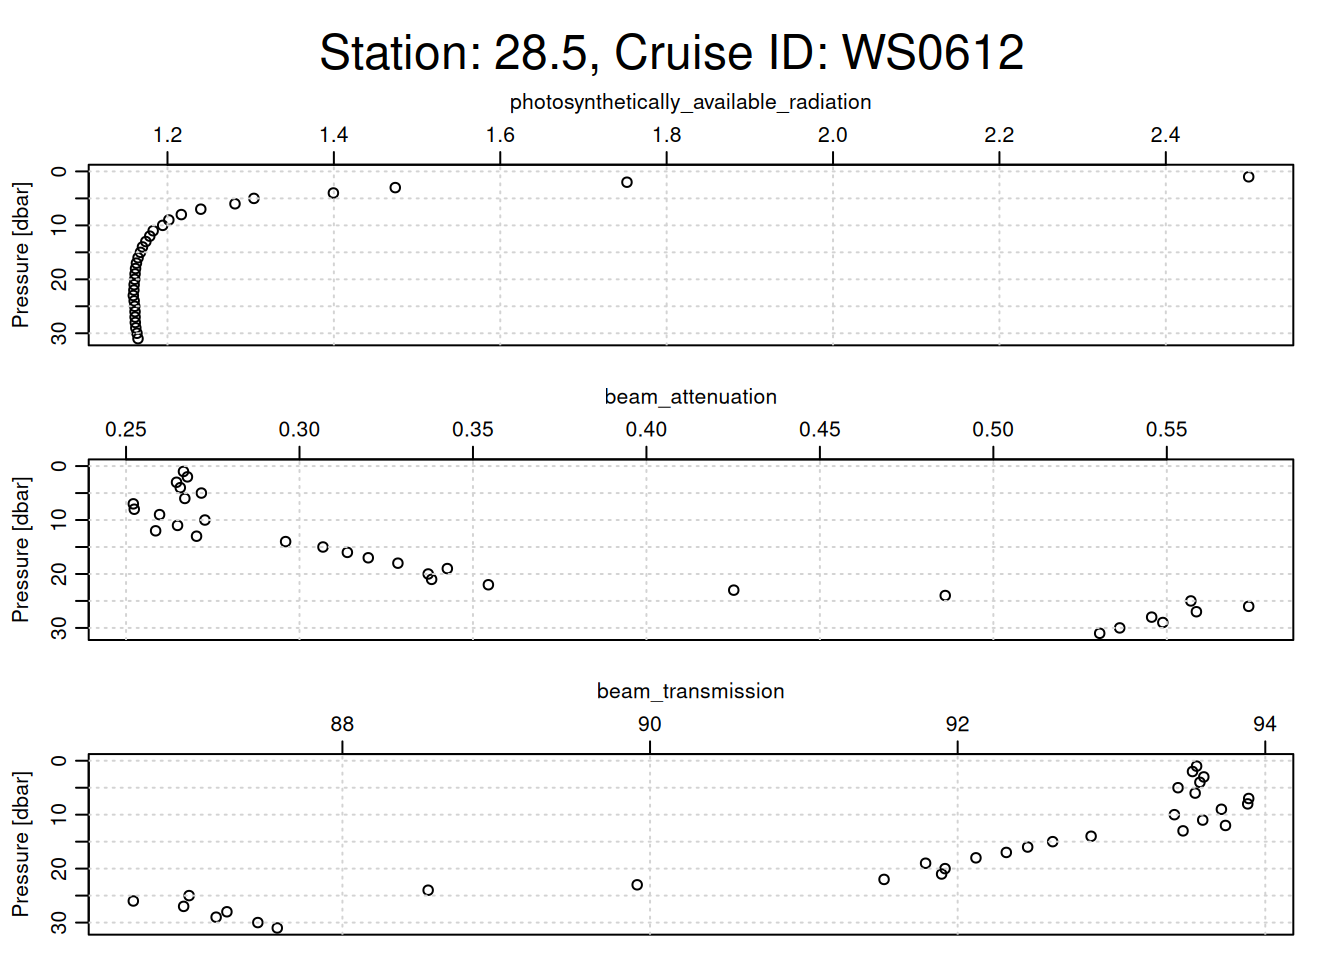 Station: 28.5, Cruise ID: WS0612
photosynthetically_available_radiation
1.2 1.4 1.6 1.8 2.0 2.2 2.4
Pressure [dbar]
0
10
20
30
beam_attenuation
0.25 0.30 0.35 0.40 0.45 0.50 0.55
Pressure [dbar]
0
10
20
30
beam_transmission
88 90 92 94
Pressure [dbar]
0
10
20
30